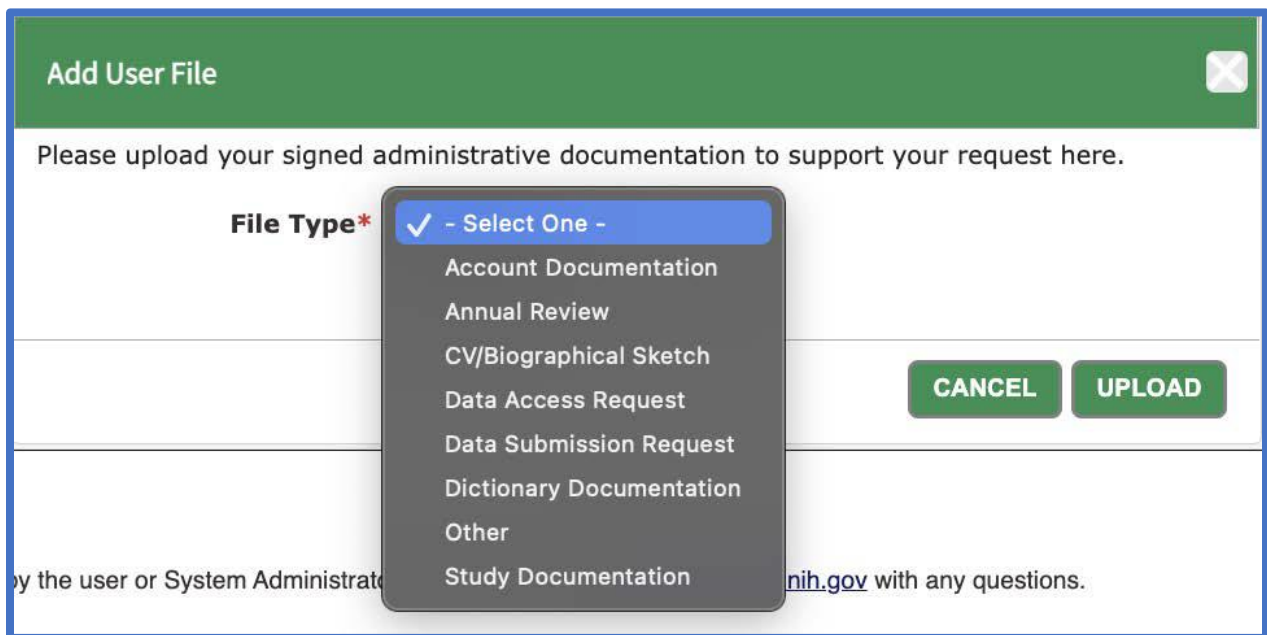 Add User File
Please upload your signed administrative documentation to support your request here.
File Type* ✓ - Select One -
Account Documentation
Annual Review
CV/Biographical Sketch
Data Access Request
CANCEL UPLOAD
Data Submission Request
Dictionary Documentation
Other
Study Documentation
by the user or System nih.gov with any questions.